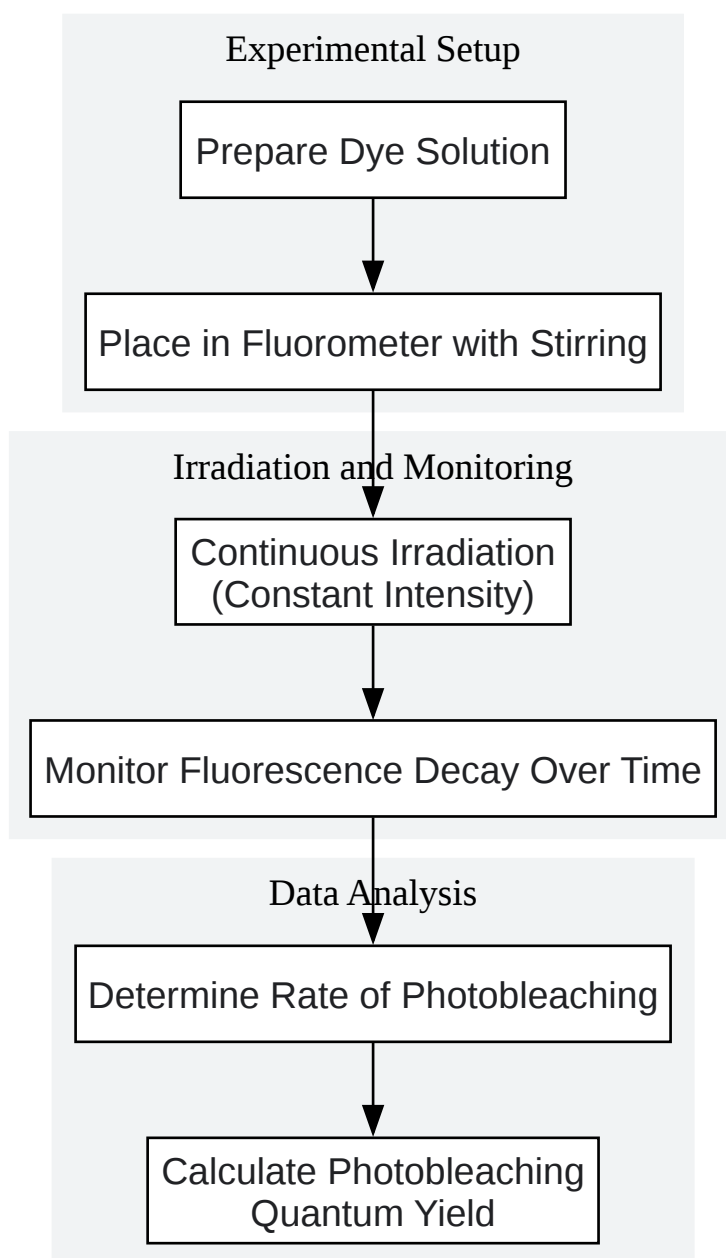 Experimental Setup
Prepare Dye Solution
Place in Fluorometer with Stirring
Irradiation and Monitoring
Continuous Irradiation
(Constant Intensity)
Monitor Fluorescence Decay Over Time
Data Analysis
Determine Rate of Photobleaching
Calculate Photobleaching
Quantum Yield